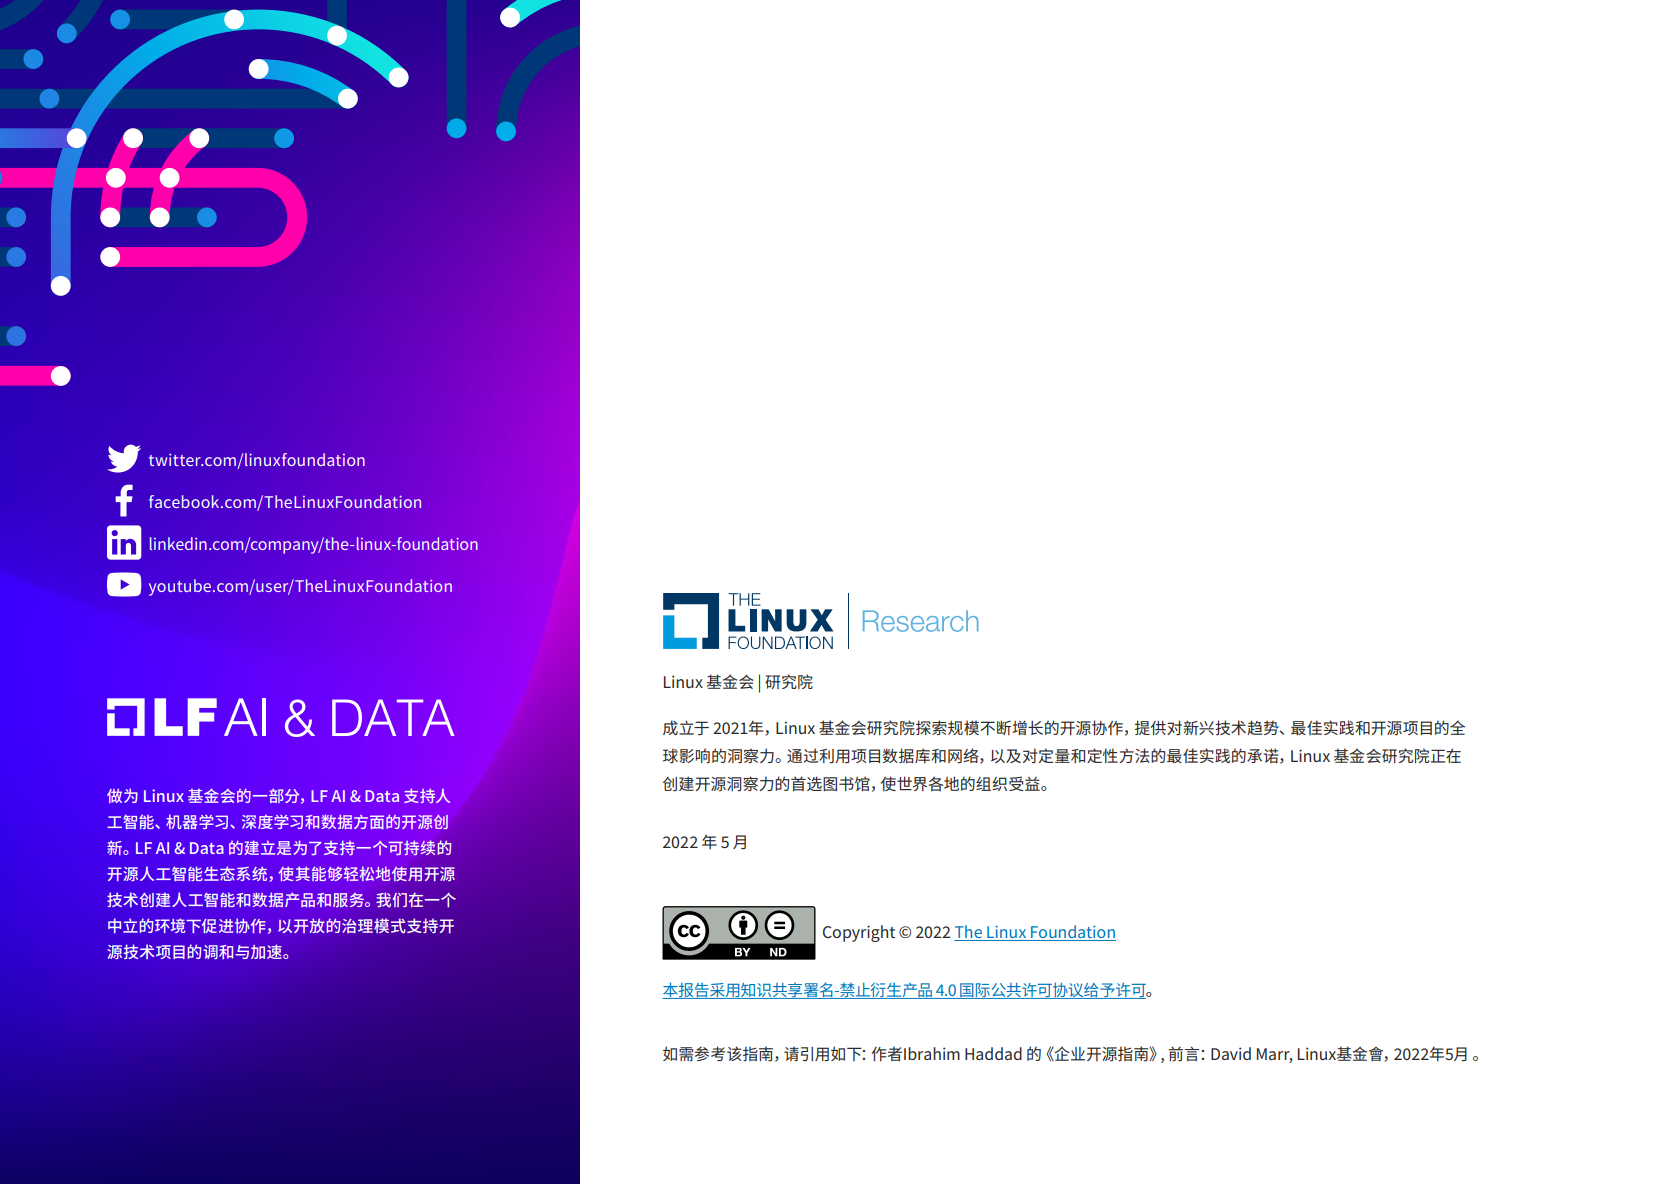 twitter.com/linuxfoundation
facebook.com/TheLinuxFoundation
linkedin.com/company/the-linux-foundation
youtube.com/user/TheLinuxFoundation
LF AI & DATA
做为 Linux 基金会的一部分，LF AI & Data 支持人
工智能、机器学习、深度学习和数据方面的开源创
新。LF AI & Data 的建立是为了支持一个可持续的
开源人工智能生态系统，使其能够轻松地使用开源
技术创建人工智能和数据产品和服务。我们在一个
中立的环境下促进协作，以开放的治理模式支持开
源技术项目的调和与加速。
THE
LINUX
FOUNDATION
Research
Linux 基金会 | 研究院
成立于 2021年，Linux 基金会研究院探索规模不断增长的开源协作，提供对新兴技术趋势、最佳实践和开源项目的全
球影响的洞察力。通过利用项目数据库和网络，以及对定量和定性方法的最佳实践的承诺，Linux 基金会研究院正在
创建开源洞察力的首选图书馆，使世界各地的组织受益。
2022 年 5 月
CC BY ND
Copyright © 2022 The Linux Foundation
本报告采用知识共享署名-禁止衍生产品 4.0 国际公共许可协议给予许可。
如需参考该指南，请引用如下：作者Ibrahim Haddad 的《企业开源指南》, 前言：David Marr, Linux基金會，2022年5月 。